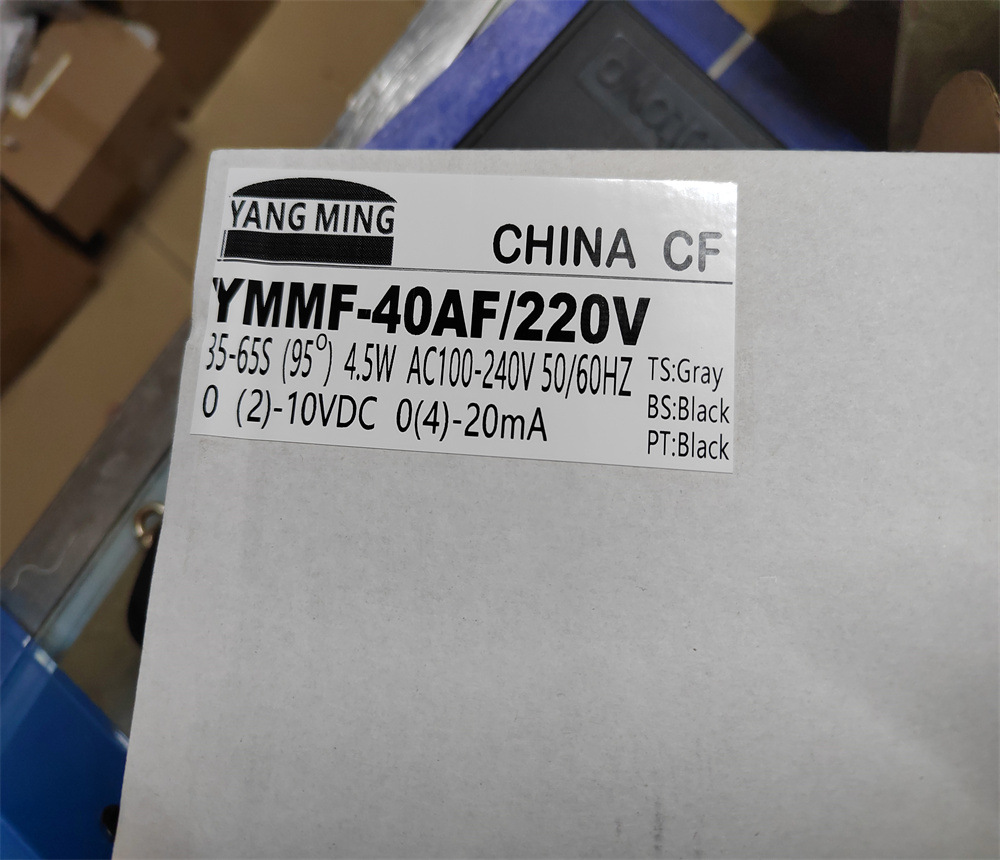 YANG MING
CHINA CF
YMMF-40AF/220V
35-65S (95°) 4.5W AC100-240V 50/60HZ
0 (2)-10VDC 0(4)-20mA
TS:Gray
BS:Black
PT:Black